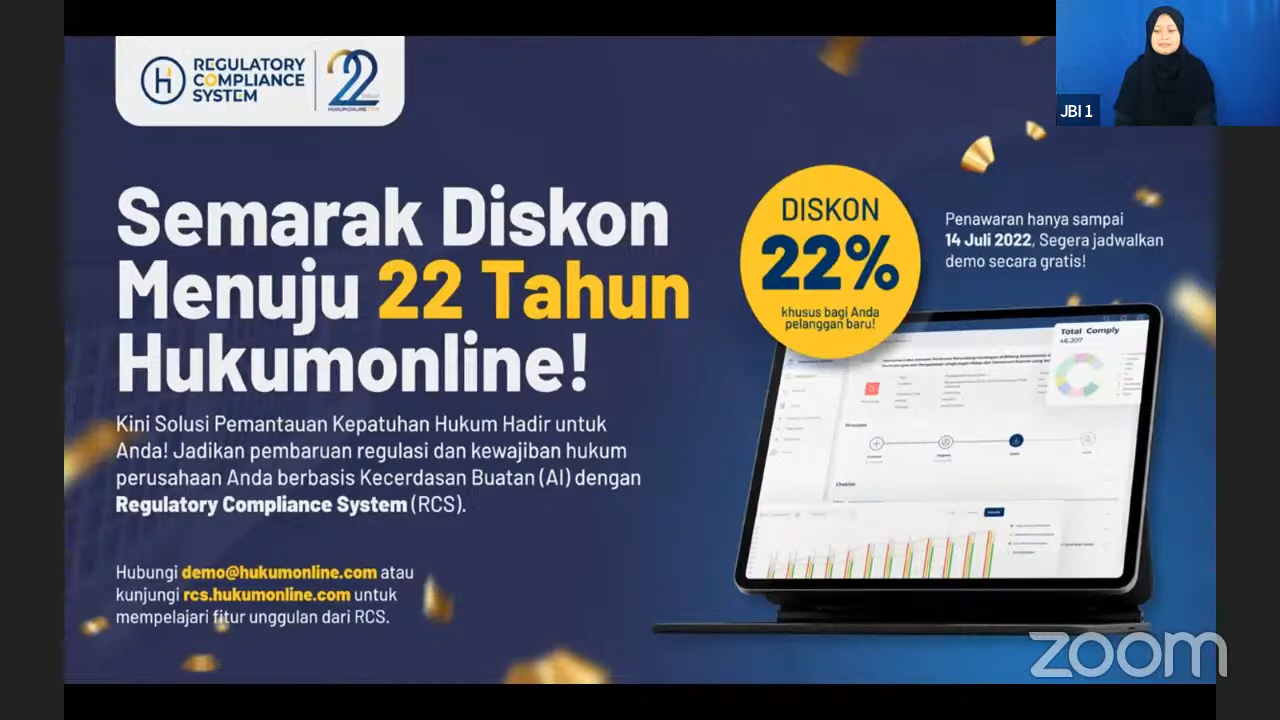 REGULATORY
COMPLIANCE
SYSTEM
22
HUKUMONLINE
JBI 1
Semarak Diskon
Menuju 22 Tahun
Hukumonline!
DISKON
22%
khusus bagi Anda
pelanggan baru!
Penawaran hanya sampai
14 Juli 2022, Segera jadwalkan
demo secara gratis!
Kini Solusi Pemantauan Kepatuhan Hukum Hadir untuk
Anda! Jadikan pembaruan regulasi dan kewajiban hukum
perusahaan Anda berbasis Kecerdasan Buatan (AI) dengan
Regulatory Compliance System (RCS).
Hubungi demo@hukumonline.com atau
kunjungi rcs.hukumonline.com untuk
mempelajari fitur unggulan dari RCS.
Total Comply
46.207
zoom